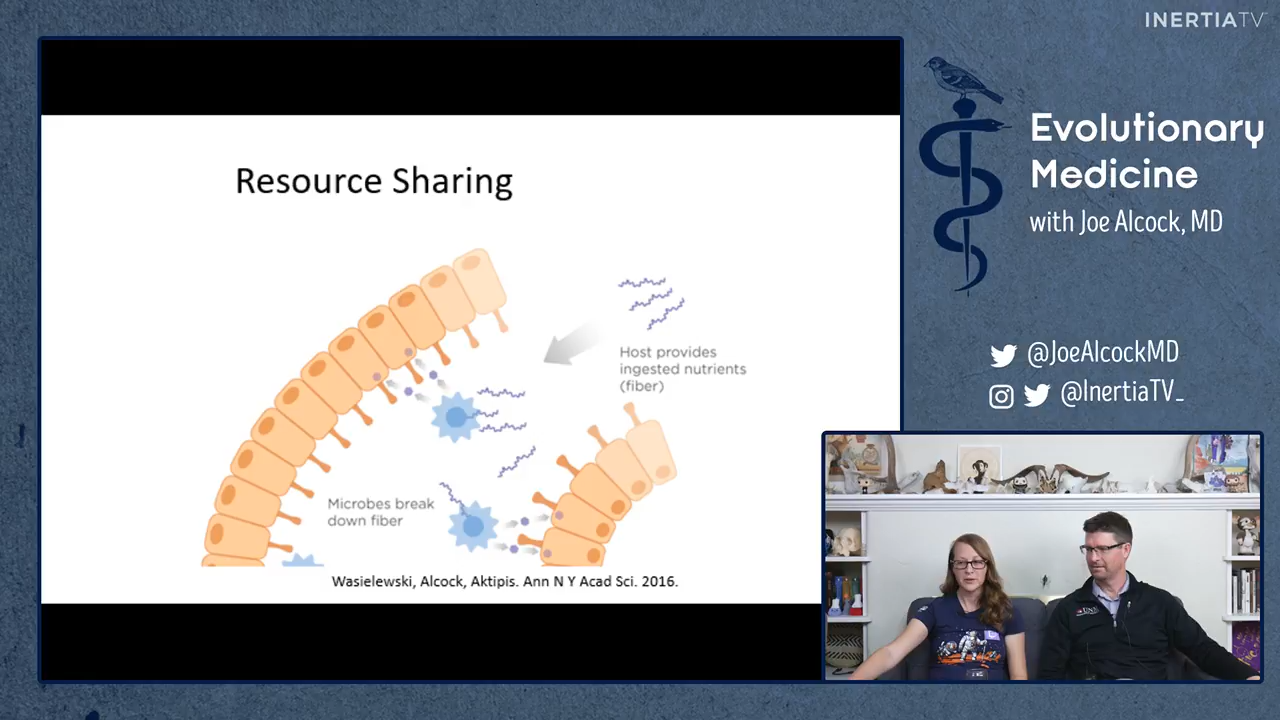 INERTIATV
Evolutionary
Medicine
with Joe Alcock, MD
@JoeAlcockMD
@InertiaTV_
Resource Sharing
Host provides
ingested nutrients
(fiber)
Microbes break
down fiber
Wasielewski, Alcock, Aktipis. Ann N Y Acad Sci. 2016.